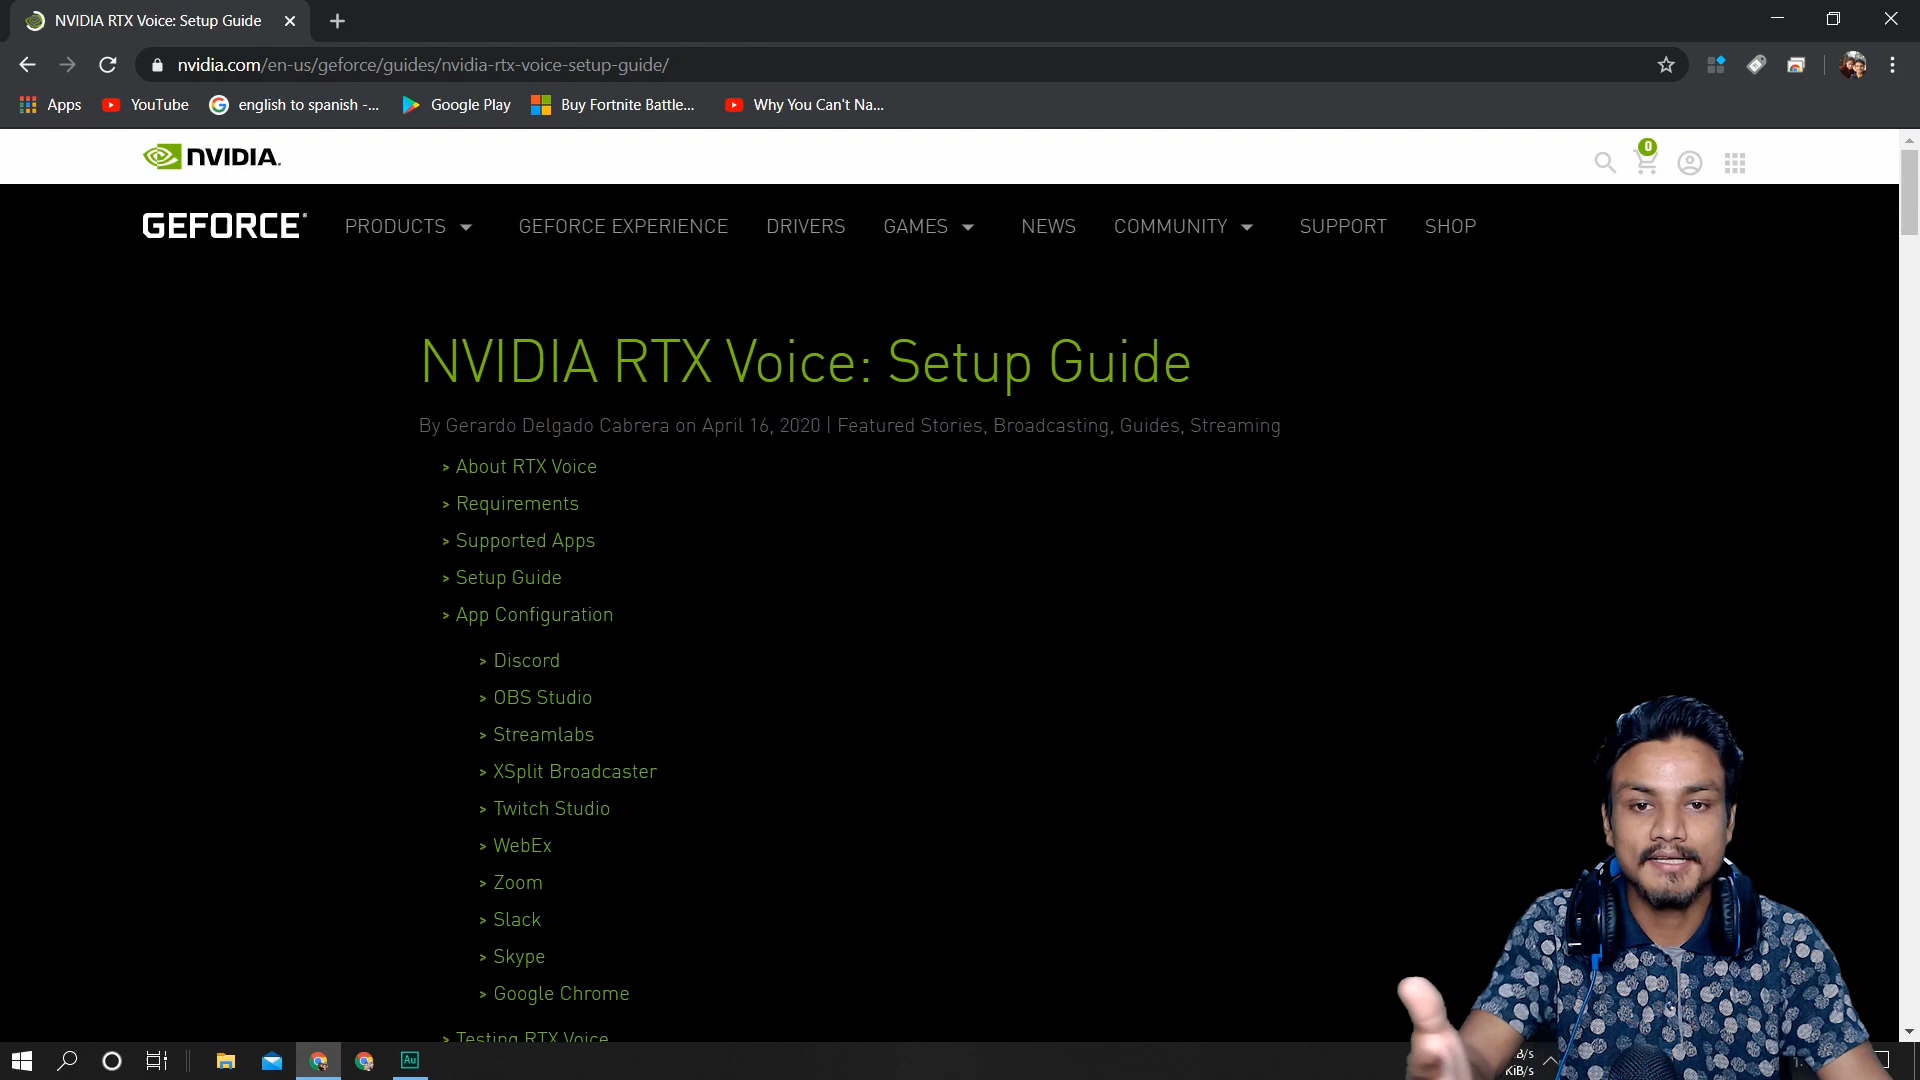 NVIDIA RTX Voice: Setup Guide
nvidia.com/en-us/geforce/guides/nvidia-rtx-voice-setup-guide/
Apps YouTube english to spanish -... Google Play Buy Fortnite Battle... Why You Can't Na...
NVIDIA.
0
GEFORCE PRODUCTS GEFORCE EXPERIENCE DRIVERS GAMES NEWS COMMUNITY SUPPORT SHOP
NVIDIA RTX Voice: Setup Guide
By Gerardo Delgado Cabrera on April 16, 2020 | Featured Stories, Broadcasting, Guides, Streaming
> About RTX Voice
> Requirements
> Supported Apps
> Setup Guide
> App Configuration
> Discord
> OBS Studio
> Streamlabs
> XSplit Broadcaster
> Twitch Studio
> WebEx
> Zoom
> Slack
> Skype
> Google Chrome
> Testing RTX Voice
Au
KiB/s